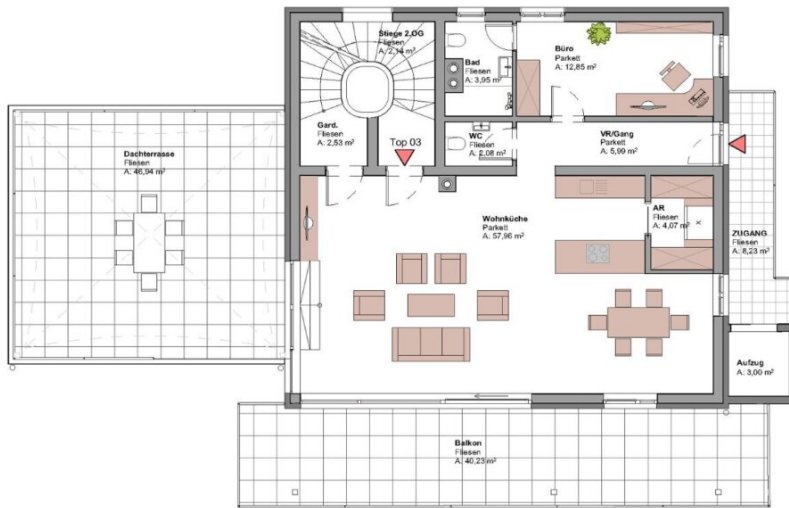 Stiege 2.OG
Fliesen
A: 2,14 m²
Bad
Fliesen
A: 3,95 m²
Büro
Parkett
A: 12,85 m²
Gard.
Fliesen
A: 2,53 m²
Top 03
WC
Fliesen
A: 2,08 m²
VR/Gang
Parkett
A: 5,99 m²
Dachterrasse
Fliesen
A: 46,94 m²
Wohnküche
Parkett
A: 57,96 m²
AR
Fliesen
A: 4,07 m²
ZUGANG
Fliesen
A: 8,23 m²
Aufzug
A: 3,00 m²
Balkon
Fliesen
A: 40,23 m²